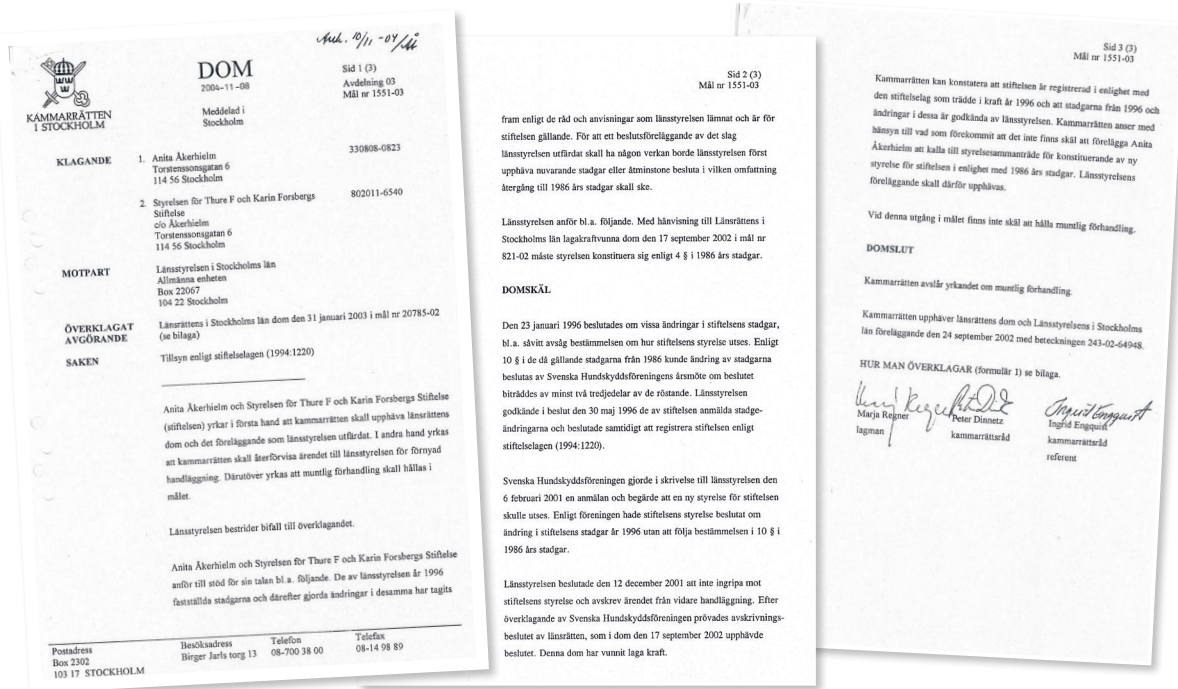 Ank. 10/11 -04
KAMMARRÄTTEN
I STOCKHOLM
DOM
2004-11-08
Meddelad i
Stockholm
Sid 1 (3)
Avdelning 03
Mål nr 1551-03
KLAGANDE
1. Anita Åkerhielm
Torstenssonsgatan 6
114 56 Stockholm
330808-0823
2. Styrelsen för Thure F och Karin Forsbergs
Stiftelse
c/o Åkerhielm
Torstenssonsgatan 6
114 56 Stockholm
802011-6540
MOTPART
Länsstyrelsen i Stockholms län
Allmänna enheten
Box 22067
104 22 Stockholm
ÖVERKLAGAT
AVGÖRANDE
Länsrättens i Stockholms län dom den 31 januari 2003 i mål nr 20785-02
(se bilaga)
SAKEN
Tillsyn enligt stiftelselagen (1994:1220)
Anita Åkerhielm och Styrelsen för Thure F och Karin Forsbergs Stiftelse
(stiftelsen) yrkar i första hand att kammarrätten skall upphäva länsrättens
dom och det föreläggande som länsstyrelsen utfärdat. I andra hand yrkas
att kammarrätten skall återförvisa ärendet till länsstyrelsen för förnyad
handläggning. Därutöver yrkas att muntlig förhandling skall hållas i
målet.
Länsstyrelsen bestrider bifall till överklagandet.
Anita Åkerhielm och Styrelsen för Thure F och Karin Forsbergs Stiftelse
anför till stöd för sin talan bl.a. följande. De av länsstyrelsen år 1996
fastställda stadgarna och därefter gjorda ändringar i desamma har tagits
Postadress
Box 2302
103 17 STOCKHOLM
Besöksadress
Birger Jarls torg 13
Telefon
08-700 38 00
Telefax
08-14 98 89
Sid 2 (3)
Mål nr 1551-03
fram enligt de råd och anvisningar som länsstyrelsen lämnat och är för
stiftelsen gällande. För att ett beslutsföreläggande av det slag
länsstyrelsen utfärdat skall ha någon verkan borde länsstyrelsen först
upphäva nuvarande stadgar eller åtminstone besluta i vilken omfattning
återgång till 1986 års stadgar skall ske.
Länsstyrelsen anför bl.a. följande. Med hänvisning till Länsrättens i
Stockholms län lagakraftvunna dom den 17 september 2002 i mål nr
821-02 måste styrelsen konstituera sig enligt 4 § i 1986 års stadgar.
DOMSKÄL
Den 23 januari 1996 beslutades om vissa ändringar i stiftelsens stadgar,
bl.a. såvitt avsåg bestämmelsen om hur stiftelsens styrelse utses. Enligt
10 § i de då gällande stadgarna från 1986 kunde ändring av stadgarna
beslutas av Svenska Hundskyddsföreningens årsmöte om beslutet
biträddes av minst två tredjedelar av de röstande. Länsstyrelsen
godkände i beslut den 30 maj 1996 de av stiftelsen anmälda stadge-
ändringarna och beslutade samtidigt att registrera stiftelsen enligt
stiftelselagen (1994:1220).
Svenska Hundskyddsföreningen gjorde i skrivelse till länsstyrelsen den
6 februari 2001 en anmälan och begärde att en ny styrelse för stiftelsen
skulle utses. Enligt föreningen hade stiftelsens styrelse beslutat om
ändring i stiftelsens stadgar år 1996 utan att följa bestämmelsen i 10 § i
1986 års stadgar.
Länsstyrelsen beslutade den 12 december 2001 att inte ingripa mot
stiftelsens styrelse och avskrev ärendet från vidare handläggning. Efter
överklagande av Svenska Hundskyddsföreningen prövades avskrivnings-
beslutet av länsrätten, som i dom den 17 september 2002 upphävde
beslutet. Denna dom har vunnit laga kraft.
Sid 3 (3)
Mål nr 1551-03
Kammarrätten kan konstatera att stiftelsen är registrerad i enlighet med
den stiftelselag som trädde i kraft år 1996 och att stadgarna från 1996 och
ändringar i dessa är godkända av länsstyrelsen. Kammarrätten anser med
hänsyn till vad som förekommit att det inte finns skäl att förelägga Anita
Åkerhielm att kalla till styrelsesammanträde för konstituerande av ny
styrelse för stiftelsen i enlighet med 1986 års stadgar. Länsstyrelsens
föreläggande skall därför upphävas.
Vid denna utgång i målet finns inte skäl att hålla muntlig förhandling.
DOMSLUT
Kammarrätten avslår yrkandet om muntlig förhandling.
Kammarrätten upphäver länsrättens dom och Länsstyrelsens i Stockholms
län föreläggande den 24 september 2002 med beteckningen 243-02-64948.
HUR MAN ÖVERKLAGAR (formulär 1) se bilaga.
Marja Regner
lagman
Peter Dinnetz
kammarrättsråd
Ingrid Engquist
Ingrid Engquist
kammarrättsråd
referent